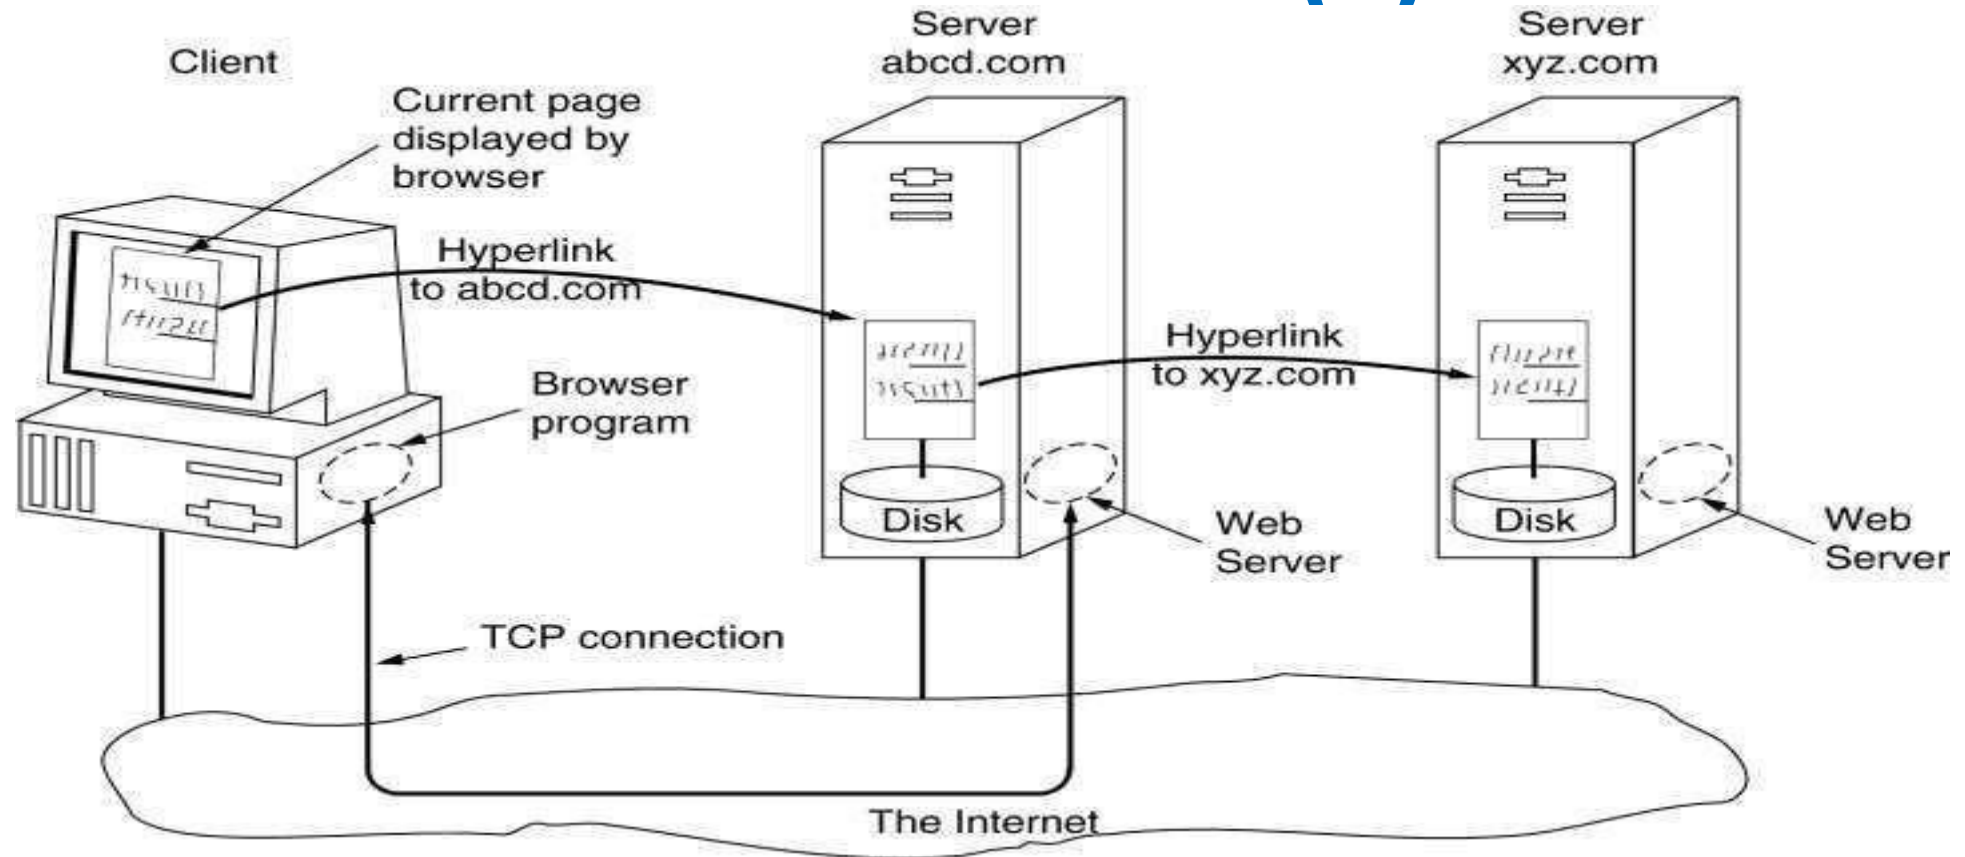 Client
Server
abcd.com
Server
xyz.com
Current page
displayed by
browser
Hyperlink
to abcd.com
Hyperlink
to xyz.com
Browser
program
Disk
Web
Server
Disk
Web
Server
TCP connection
The Internet